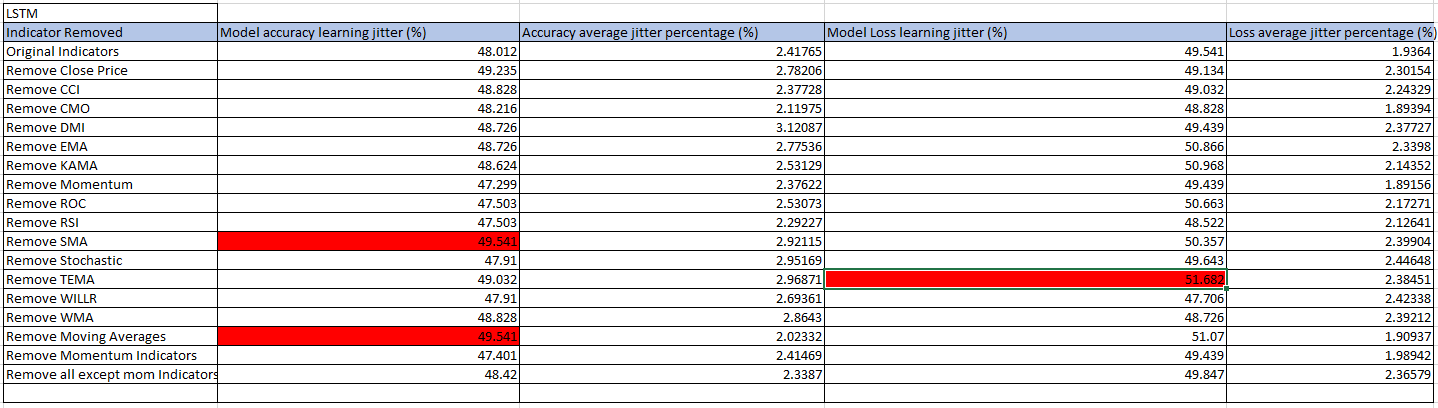 LSTM
Indicator Removed Model accuracy learning jitter (%) Accuracy average jitter percentage (%) Model Loss learning jitter (%) Loss average jitter percentage (%)
Original Indicators 48.012 2.41765 49.541 1.9364
Remove Close Price 49.235 2.78206 49.134 2.30154
Remove CCI 48.828 2.37728 49.032 2.24329
Remove CMO 48.216 2.11975 48.828 1.89394
Remove DMI 48.726 3.12087 49.439 2.37727
Remove EMA 48.726 2.77536 50.866 2.3398
Remove KAMA 48.624 2.53129 50.968 2.14352
Remove Momentum 47.299 2.37622 49.439 1.89156
Remove ROC 47.503 2.53073 50.663 2.17271
Remove RSI 47.503 2.29227 48.522 2.12641
Remove SMA 49.541 2.92115 50.357 2.39904
Remove Stochastic 47.91 2.95169 49.643 2.44648
Remove TEMA 49.032 2.96871 51.682 2.38451
Remove WILLR 47.91 2.69361 47.706 2.42338
Remove WMA 48.828 2.8643 48.726 2.39212
Remove Moving Averages 49.541 2.02332 51.07 1.90937
Remove Momentum Indicators 47.401 2.41469 49.439 1.98942
Remove all except mom Indicators 48.42 2.3387 49.847 2.36579